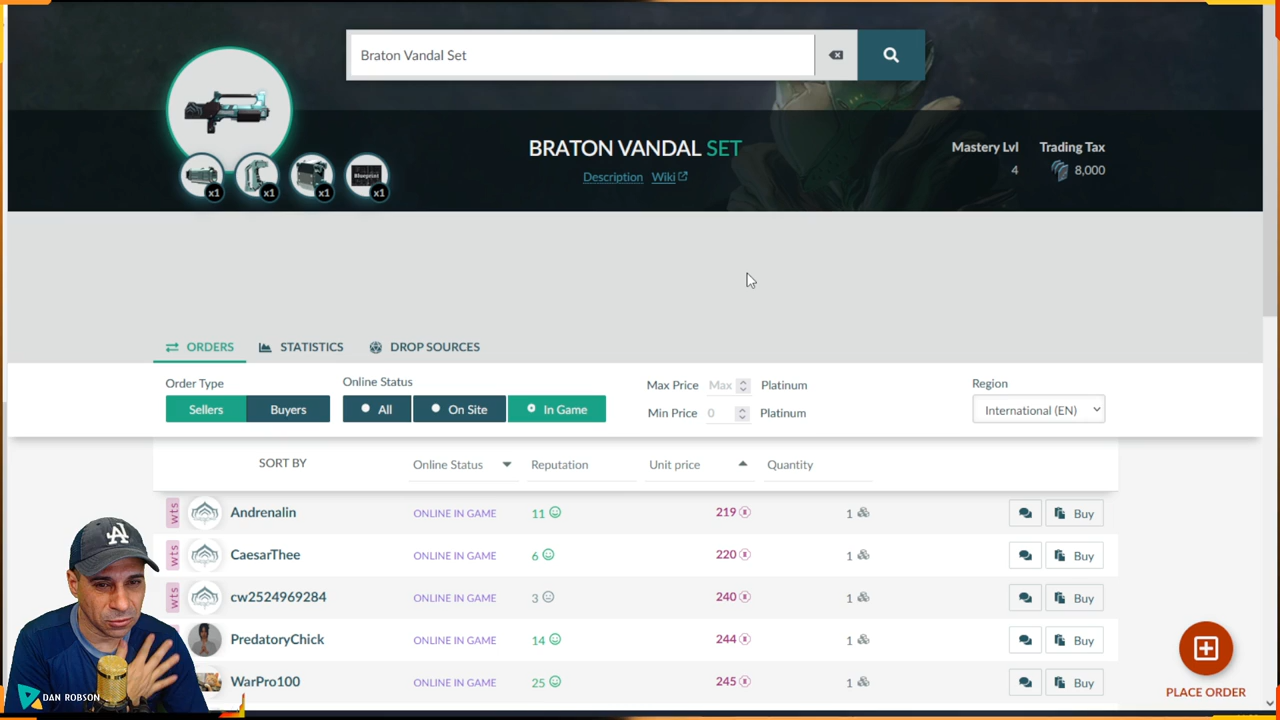 Braton Vandal Set
BRATON VANDAL SET
Description Wiki
Mastery Lvl Trading Tax
4 8,000
x1 x1 x1 Blueprint x1
ORDERS STATISTICS DROP SOURCES
Order Type Online Status
Sellers Buyers All On Site In Game
Max Price Max Platinum
Min Price 0 Platinum
Region
International (EN)
SORT BY Online Status Reputation Unit price Quantity
wts Andrenalin ONLINE IN GAME 11 219 1 Buy
wts CaesarThee ONLINE IN GAME 6 220 1 Buy
wts cw2524969284 ONLINE IN GAME 3 240 1 Buy
PredatoryChick ONLINE IN GAME 14 244 1 Buy
WarPro100 ONLINE IN GAME 25 245 1 Buy
PLACE ORDER
DAN ROBSON